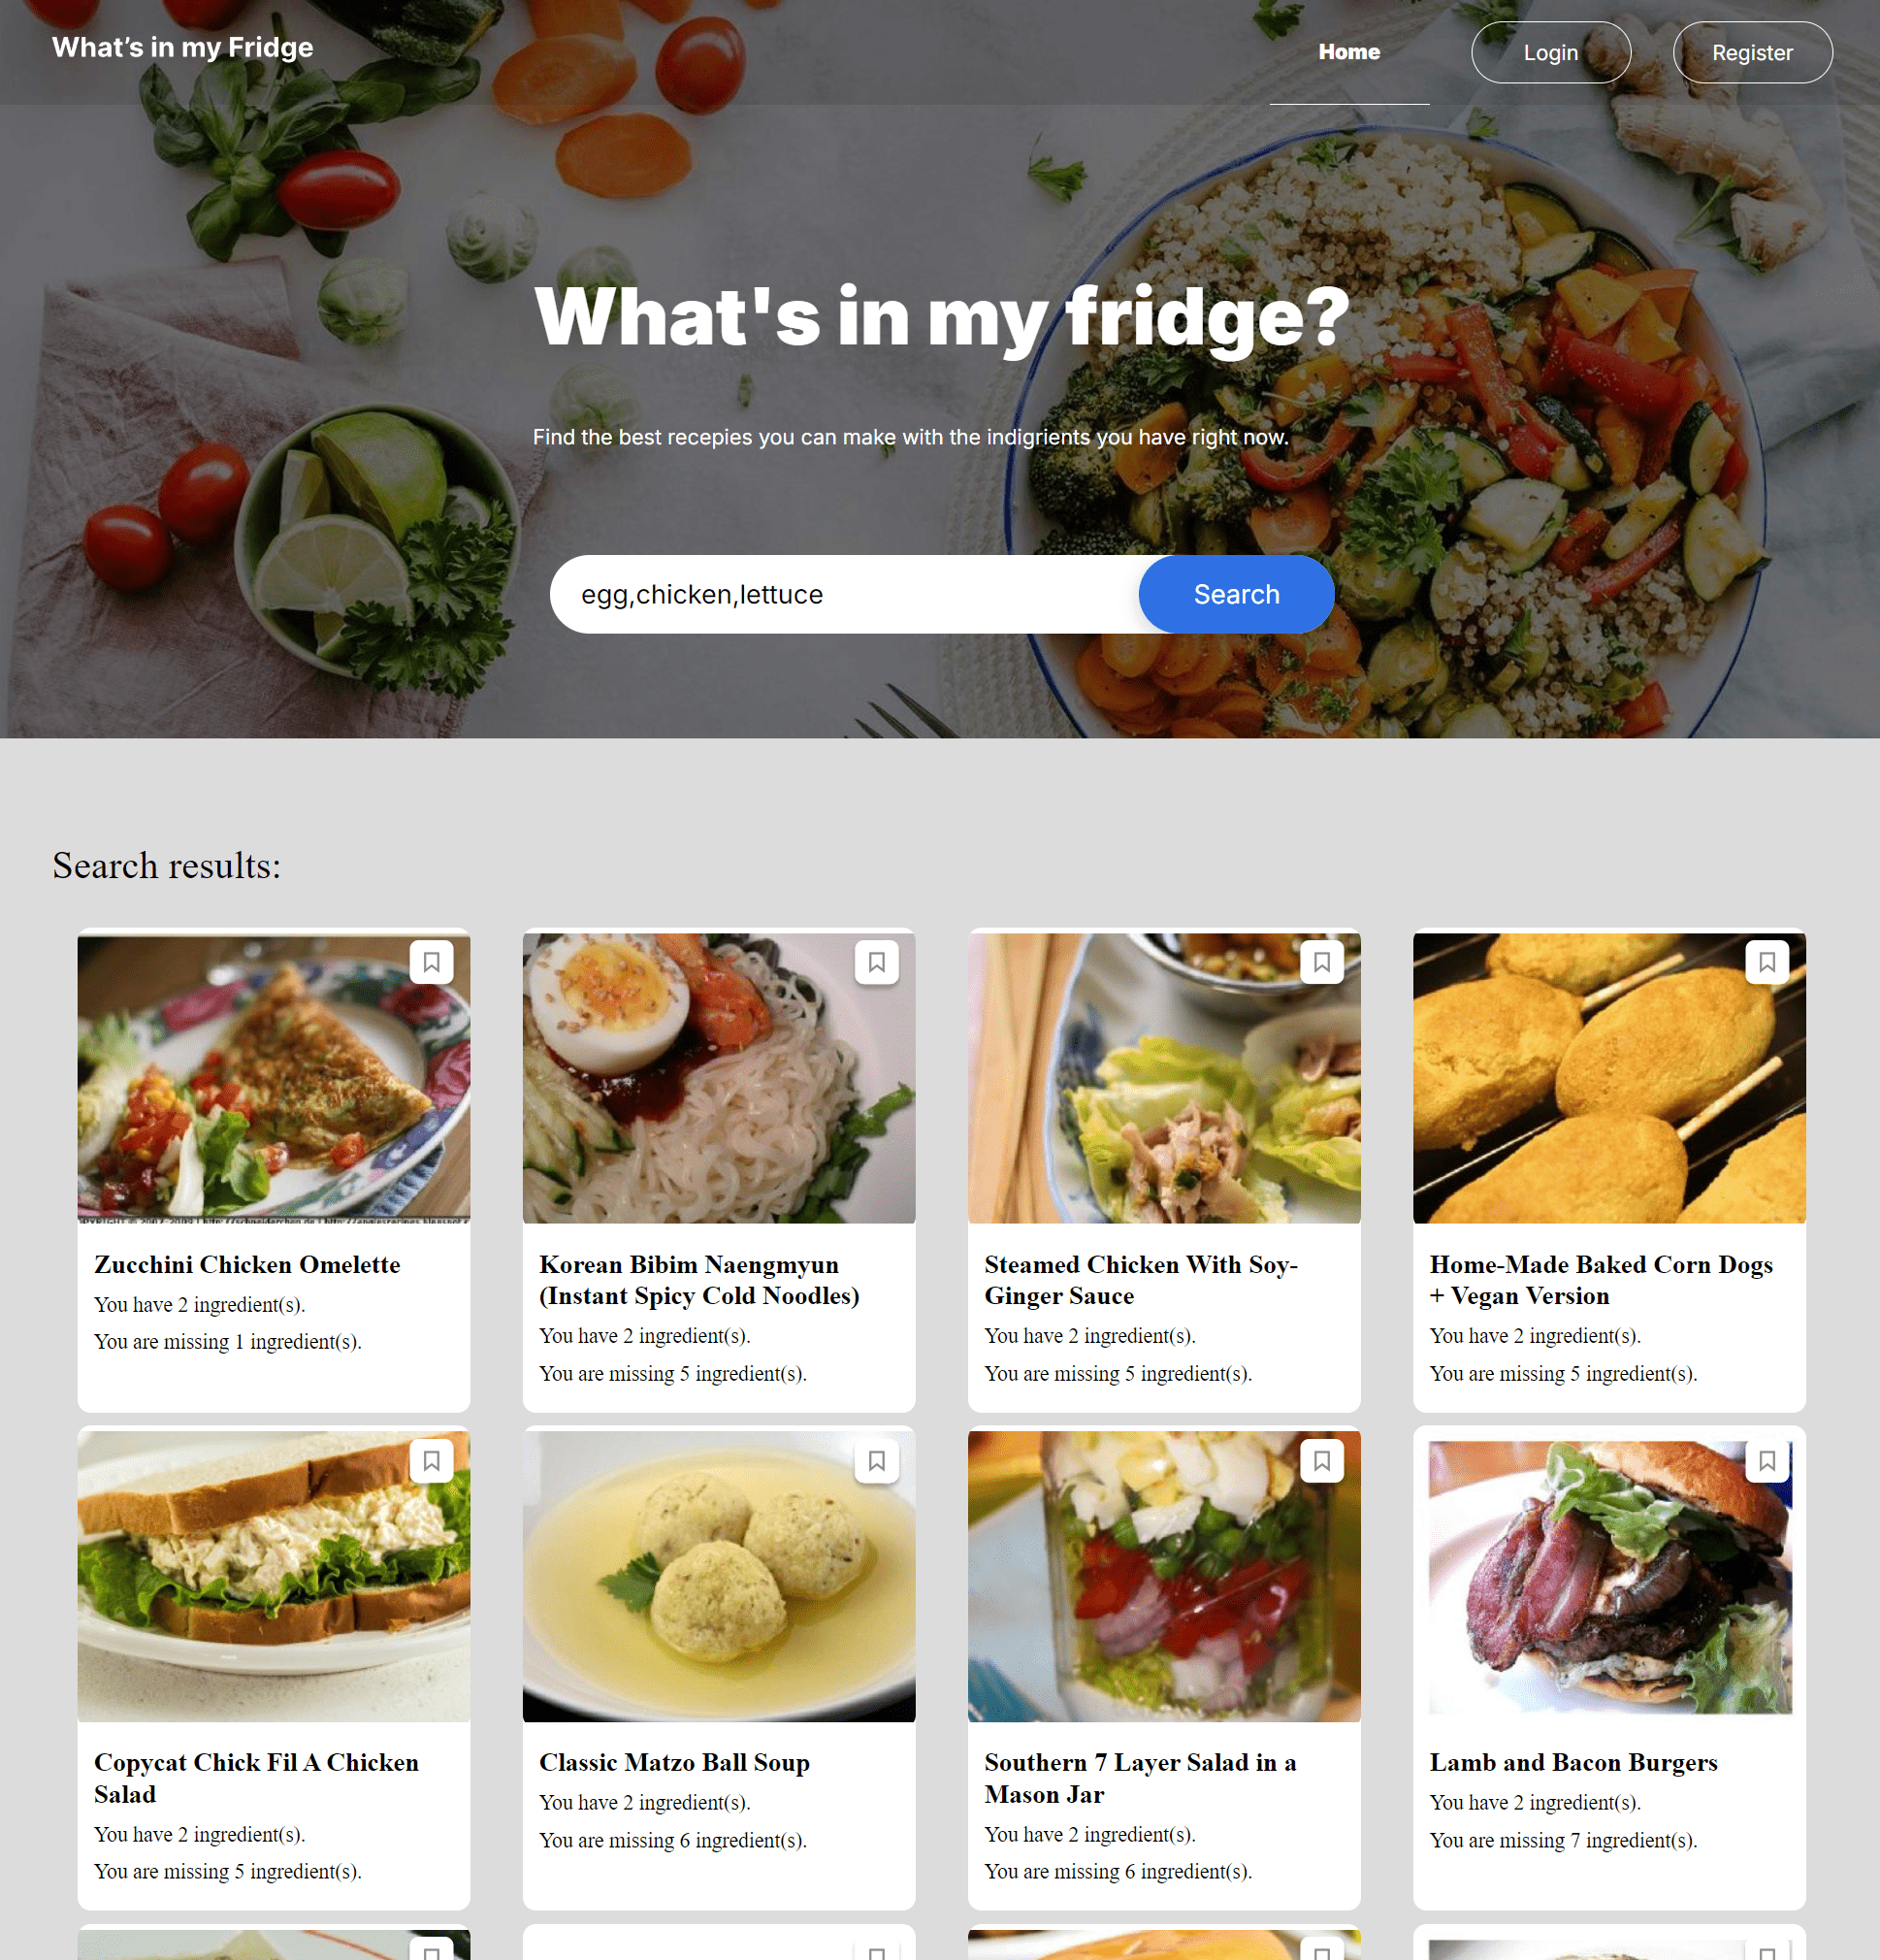 What’s in my Fridge
Home
Login
Register
What's in my fridge?
Find the best recepies you can make with the indigrients you have right now.
egg,chicken,lettuce
Search
Search results:
Zucchini Chicken Omelette
You have 2 ingredient(s).
You are missing 1 ingredient(s).
Korean Bibim Naengmyun
(Instant Spicy Cold Noodles)
You have 2 ingredient(s).
You are missing 5 ingredient(s).
Steamed Chicken With Soy-
Ginger Sauce
You have 2 ingredient(s).
You are missing 5 ingredient(s).
Home-Made Baked Corn Dogs
+ Vegan Version
You have 2 ingredient(s).
You are missing 5 ingredient(s).
Copycat Chick Fil A Chicken
Salad
You have 2 ingredient(s).
You are missing 5 ingredient(s).
Classic Matzo Ball Soup
You have 2 ingredient(s).
You are missing 6 ingredient(s).
Southern 7 Layer Salad in a
Mason Jar
You have 2 ingredient(s).
You are missing 6 ingredient(s).
Lamb and Bacon Burgers
You have 2 ingredient(s).
You are missing 7 ingredient(s).